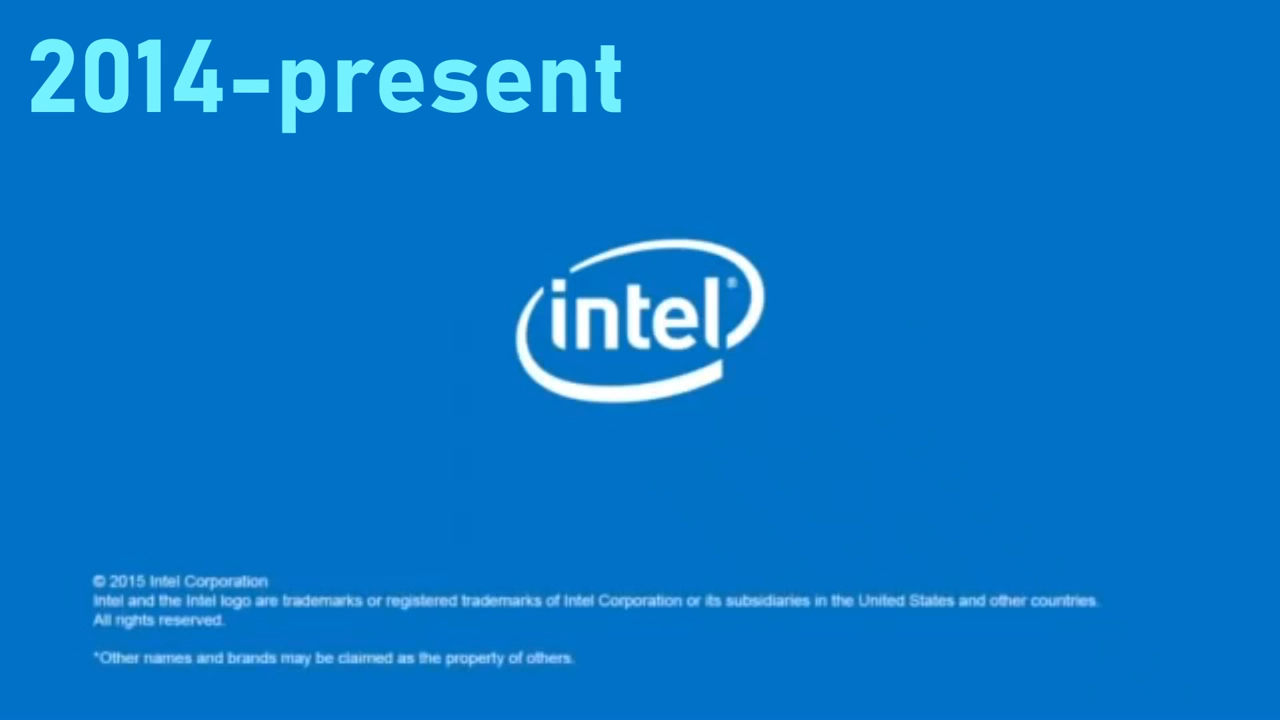 2014-present
intel®
© 2015 Intel Corporation
Intel and the Intel logo are trademarks or registered trademarks of Intel Corporation or its subsidiaries in the United States and other countries.
All rights reserved.
*Other names and brands may be claimed as the property of others.